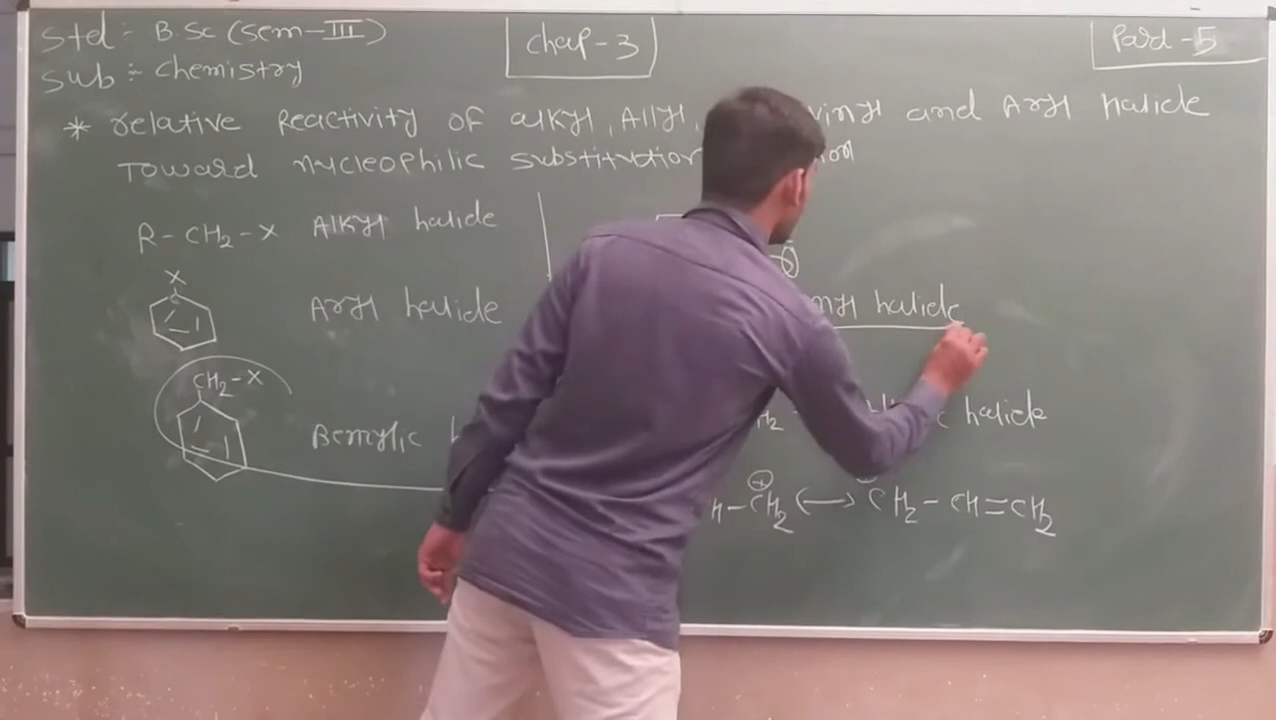 Std:- B.Sc (Sem-III)
Chap-3
Part-5
Sub:- Chemistry
* relative Reactivity of alkyl, Allyl, vinyl and Aryl halide
Toward nucleophilic substitution
R-CH2-X Alkyl halide
X
Aryl halide
halide
CH2-X
Benzylic
halide
-CH2 ⟷ CH2-CH=CH2